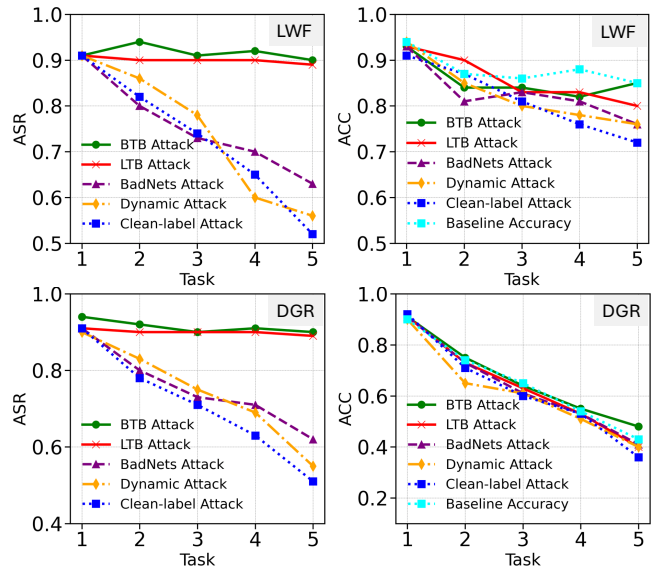 LWF
1.0
0.9
0.8
0.7
0.6
0.5
ASR
BTB Attack
LTB Attack
BadNets Attack
Dynamic Attack
Clean-label Attack
1 2 3 4 5
Task
LWF
1.0
0.9
0.8
0.7
0.6
0.5
ACC
BTB Attack
LTB Attack
BadNets Attack
Dynamic Attack
Clean-label Attack
Baseline Accuracy
1 2 3 4 5
Task
DGR
1.0
0.8
0.6
0.4
ASR
BTB Attack
LTB Attack
BadNets Attack
Dynamic Attack
Clean-label Attack
1 2 3 4 5
Task
DGR
1.0
0.8
0.6
0.4
0.2
ACC
BTB Attack
LTB Attack
BadNets Attack
Dynamic Attack
Clean-label Attack
Baseline Accuracy
1 2 3 4 5
Task